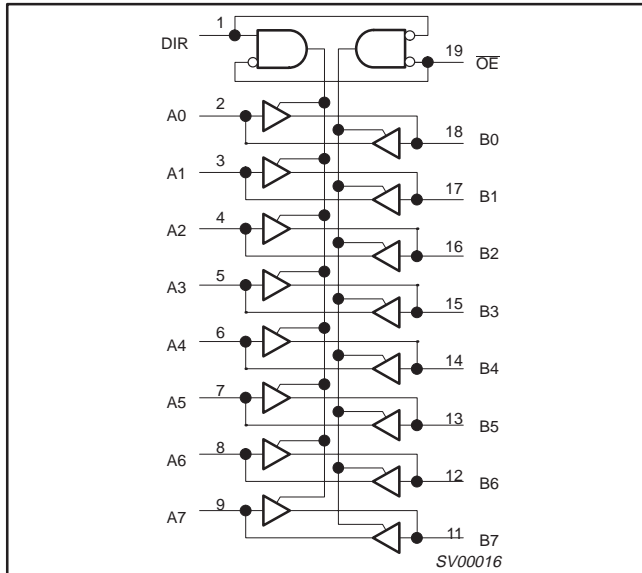 1
DIR
19
OE
A0 2
18 B0
A1 3
17 B1
A2 4
16 B2
A3 5
15 B3
A4 6
14 B4
A5 7
13 B5
A6 8
12 B6
A7 9
11 B7
SV00016